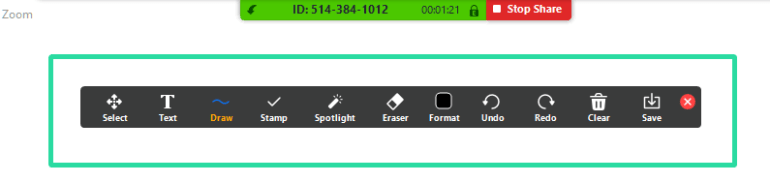 Zoom
ID: 514-384-1012 00:01:21 Stop Share
Select Text Draw Stamp Spotlight Eraser Format Undo Redo Clear Save